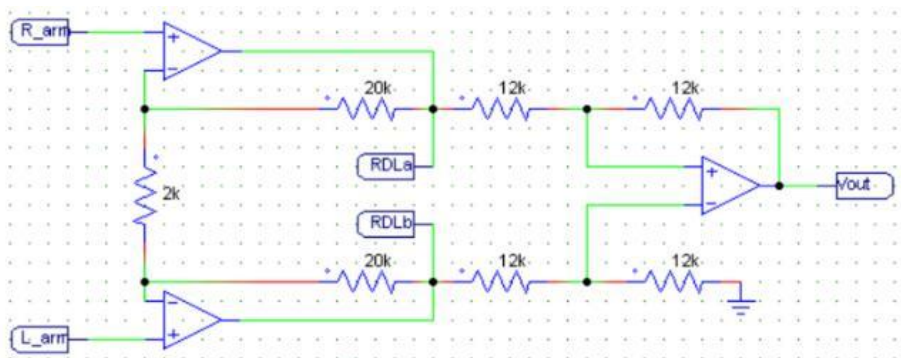 R_arm
+
-
20k
12k
12k
RDLa
+
-
Vout
2k
RDLb
20k
12k
12k
-
+
L_arm